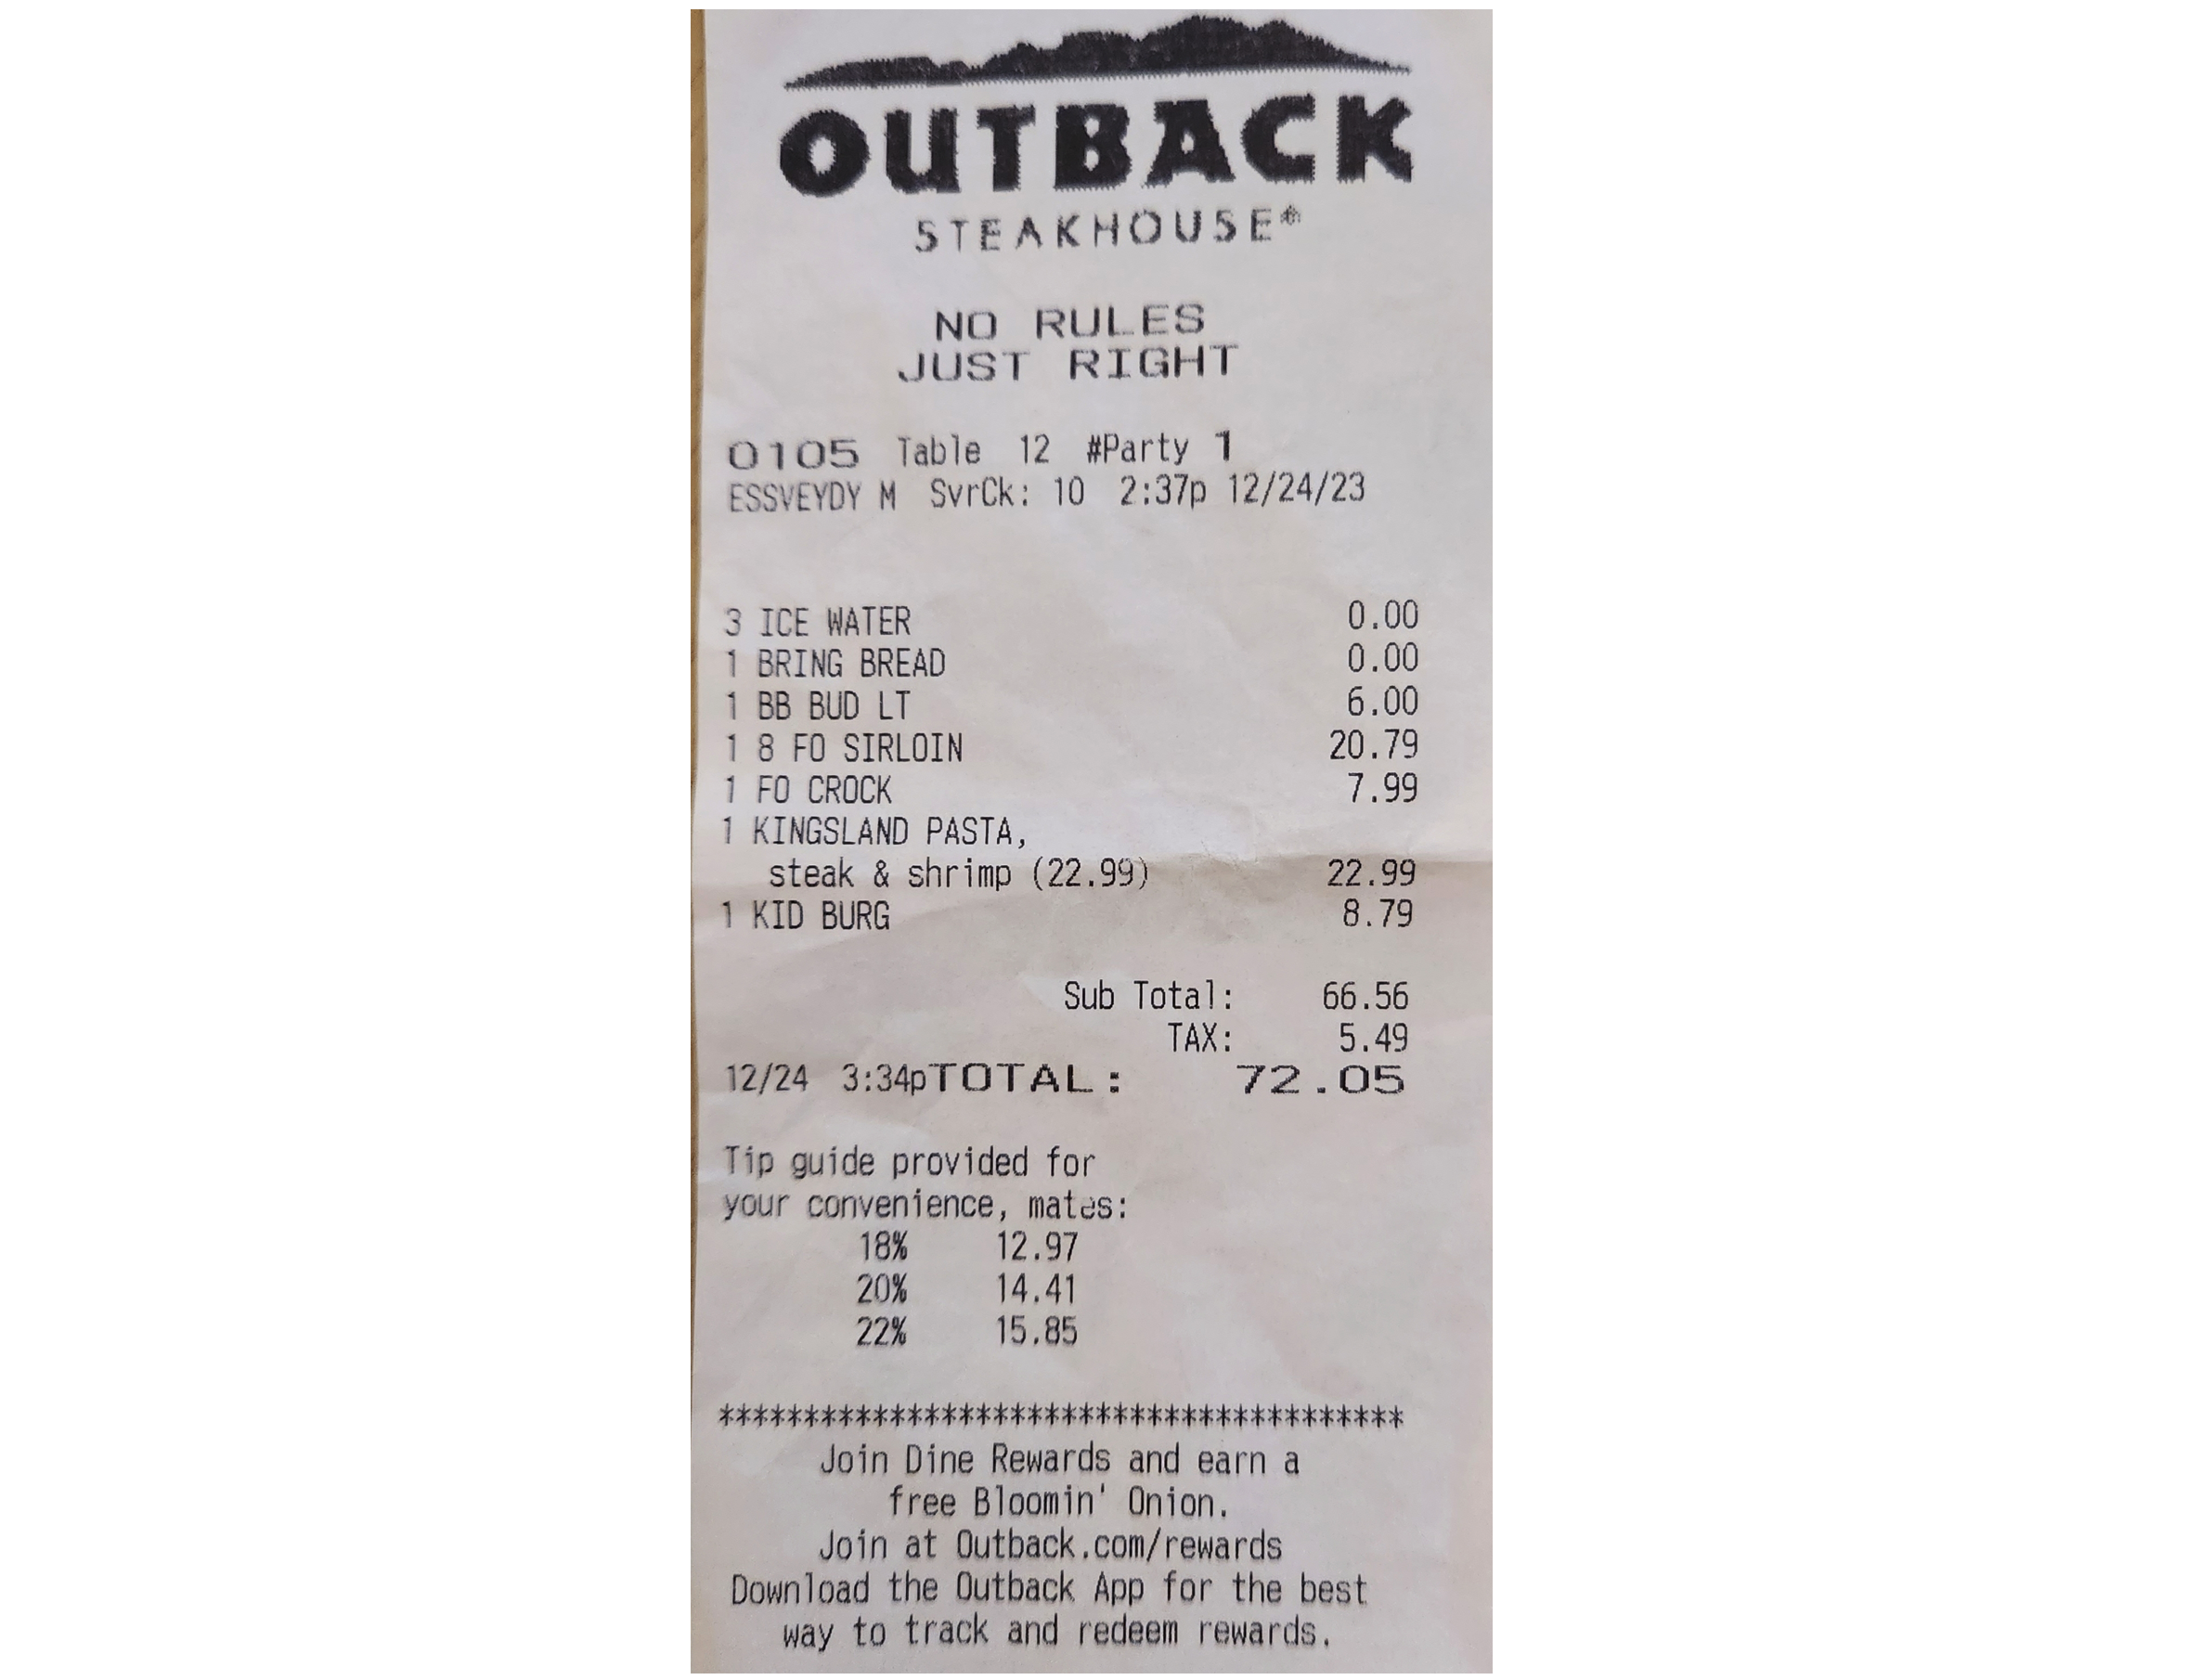 OUTBACK
STEAKHOUSE®
NO RULES
JUST RIGHT
0105 Table 12 #Party 1
ESSVEYDY M SvrCk: 10 2:37p 12/24/23
3 ICE WATER 0.00
1 BRING BREAD 0.00
1 BB BUD LT 6.00
1 8 FO SIRLOIN 20.79
1 FO CROCK 7.99
1 KINGSLAND PASTA,
steak & shrimp (22.99) 22.99
1 KID BURG 8.79
Sub Total: 66.56
TAX: 5.49
12/24 3:34pTOTAL: 72.05
Tip guide provided for
your convenience, mates:
18% 12.97
20% 14.41
22% 15.85
****************************************
Join Dine Rewards and earn a
free Bloomin' Onion.
Join at Outback.com/rewards
Download the Outback App for the best
way to track and redeem rewards.